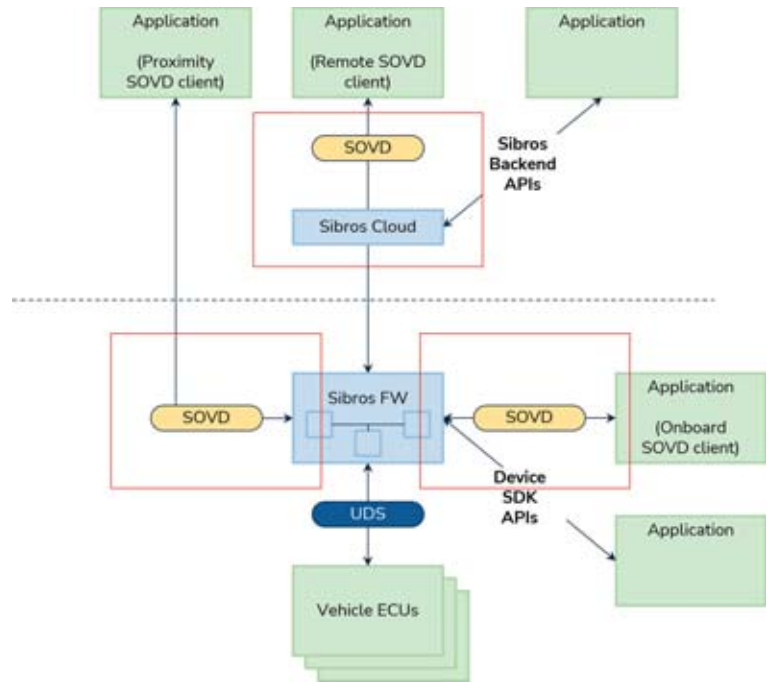 Application
(Proximity
SOVD client)
Application
(Remote SOVD
client)
Application
SOVD
Sibros
Backend
APIs
Sibros Cloud
Sibros FW
SOVD
SOVD
Application
(Onboard
SOVD client)
Device
SDK
APIs
UDS
Application
Vehicle ECUs